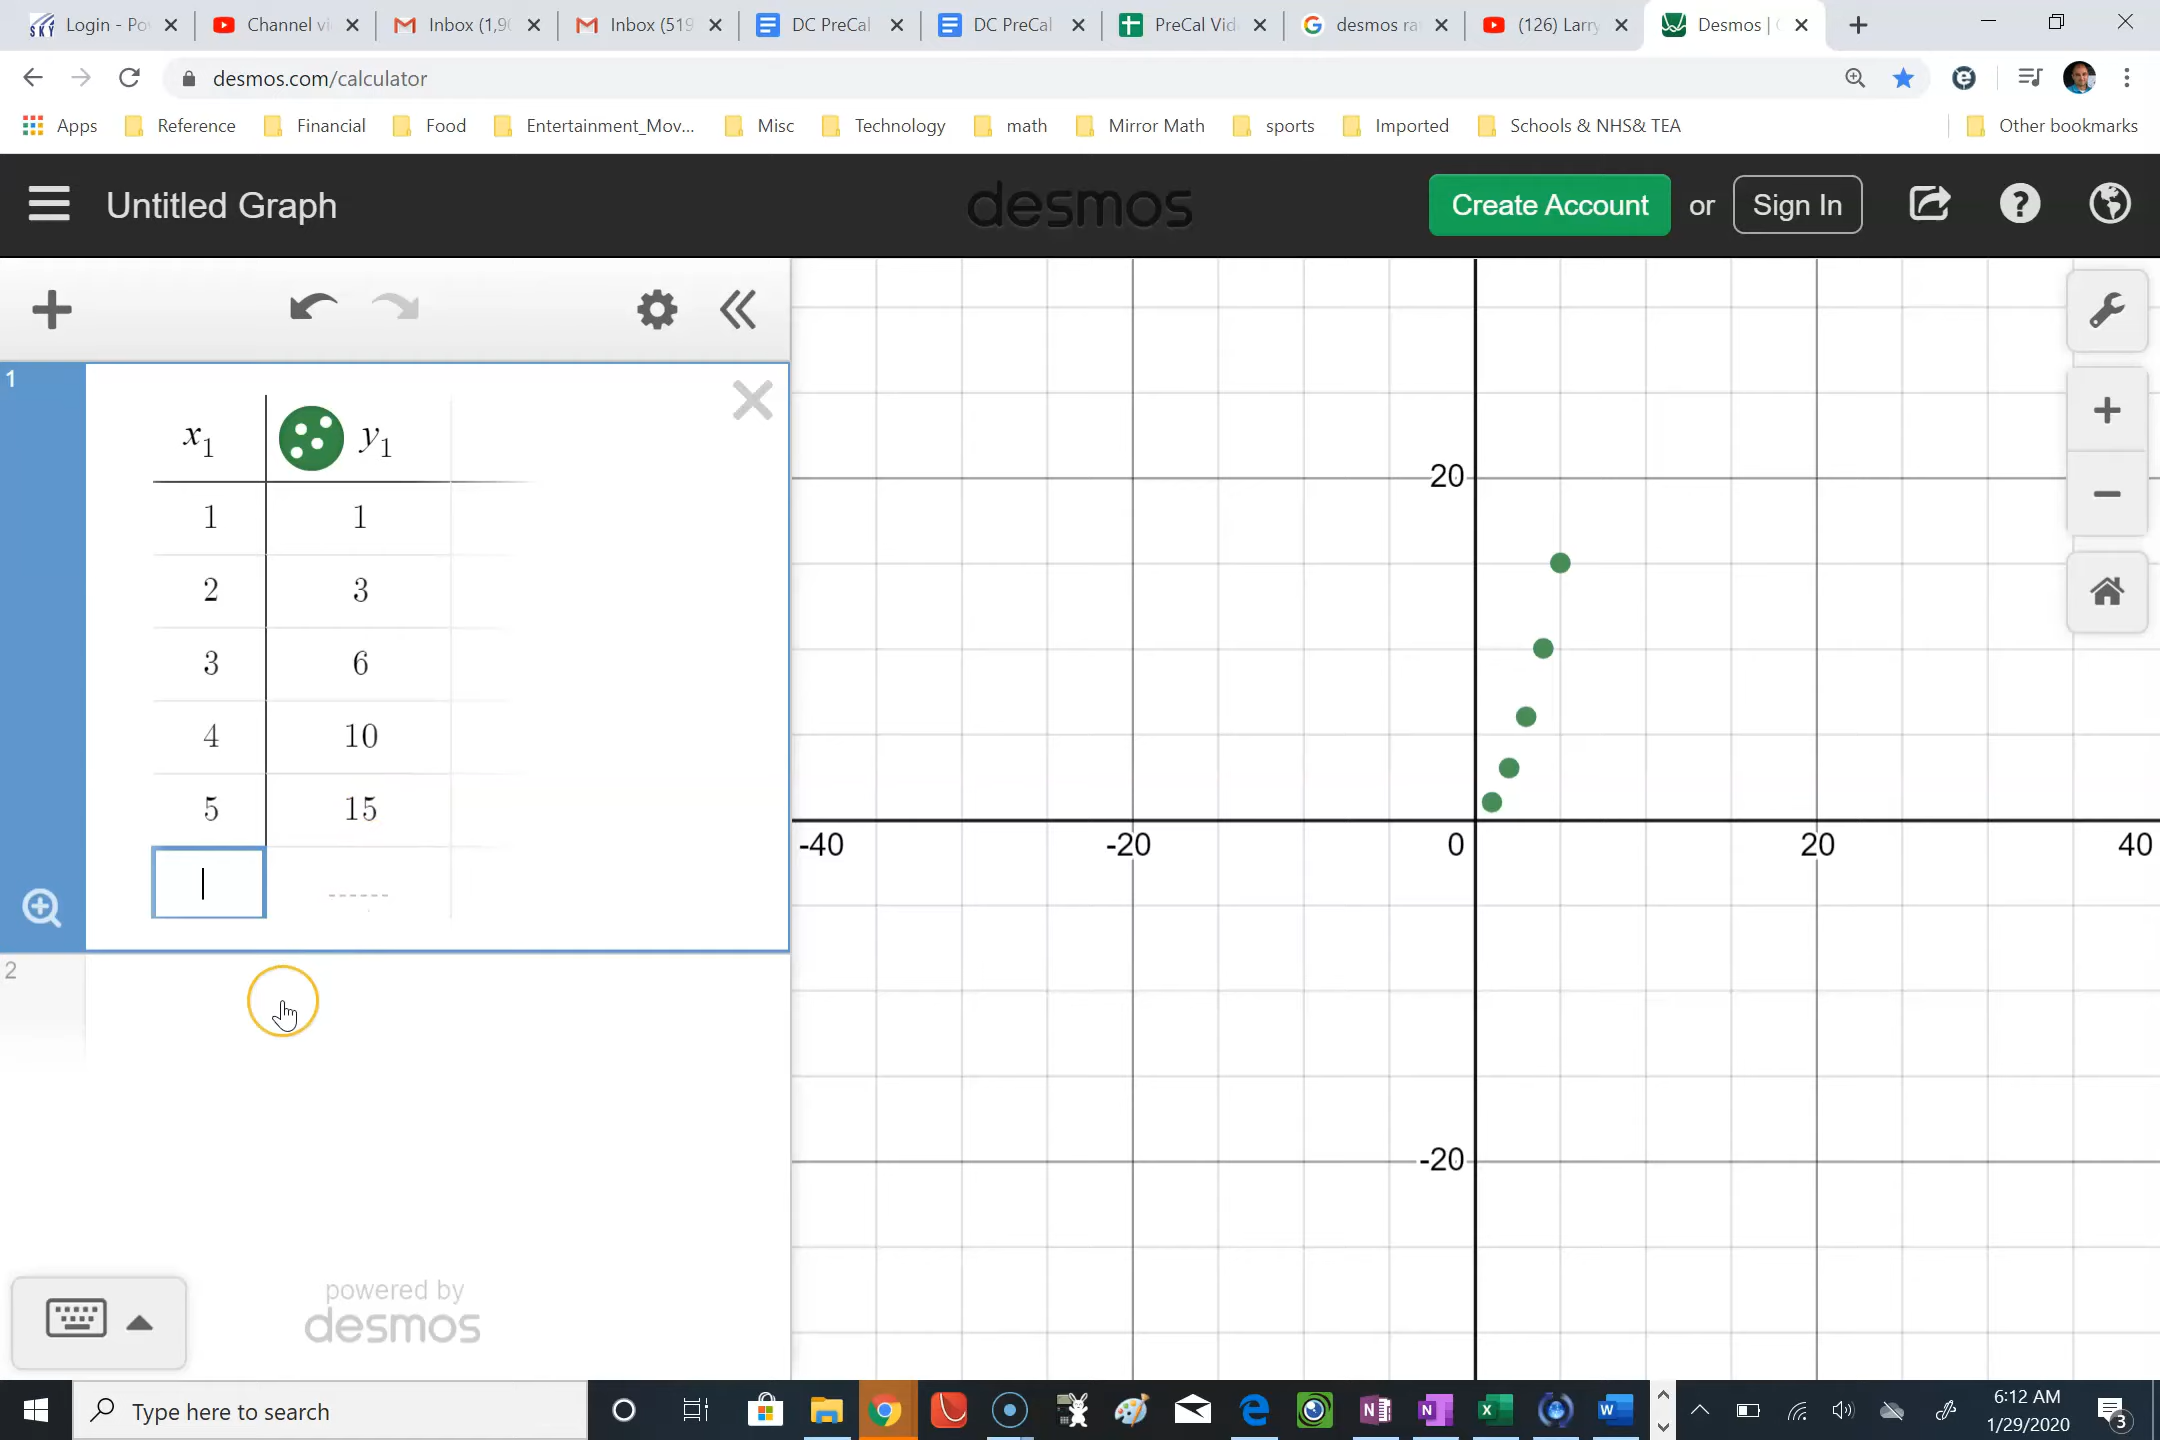 Login - Po
Channel vi
Inbox (1,90
Inbox (519
DC PreCal
DC PreCal
PreCal Vid
desmos ra
(126) Larry
Desmos |
desmos.com/calculator
Apps
Reference
Financial
Food
Entertainment_Mov...
Misc
Technology
math
Mirror Math
sports
Imported
Schools & NHS& TEA
Other bookmarks
Untitled Graph
desmos
Create Account
or
Sign In
1
x₁ y₁
1 1
2 3
3 6
4 10
5 15
2
20
-40 -20 0 20 40
-20
powered by
desmos
Type here to search
6:12 AM
1/29/2020
3